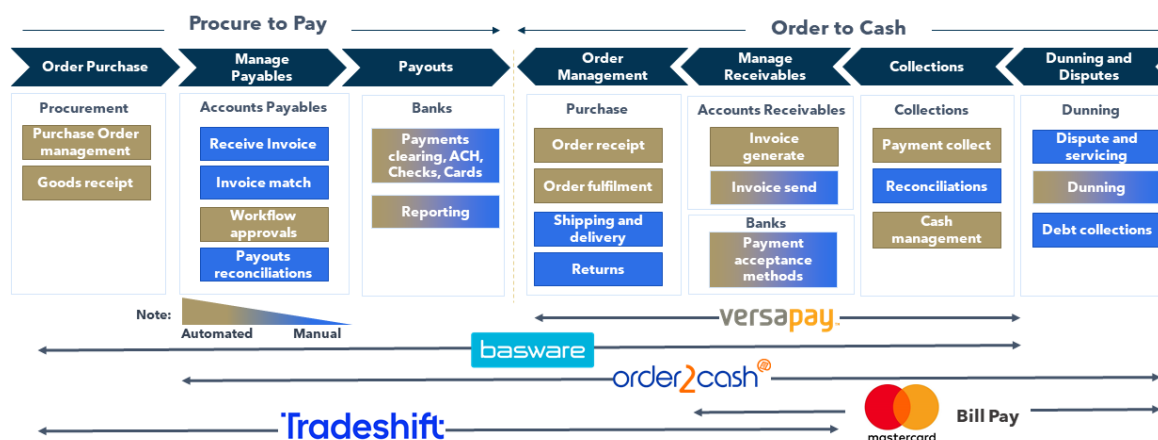 Procure to Pay
Order to Cash
Order Purchase
Manage
Payables
Payouts
Order
Management
Manage
Receivables
Collections
Dunning and
Disputes
Procurement
Purchase Order
management
Goods receipt
Accounts Payables
Receive Invoice
Invoice match
Workflow
approvals
Payouts
reconciliations
Banks
Payments
clearing, ACH,
Checks, Cards
Reporting
Purchase
Order receipt
Order fulfilment
Shipping and
delivery
Returns
Accounts Receivables
Invoice
generate
Invoice send
Banks
Payment
acceptance
methods
Collections
Payment collect
Reconciliations
Cash
management
Dunning
Dispute and
servicing
Dunning
Debt collections
Note:
Automated
Manual
versapay
basware
order2cash
Tradeshift
mastercard
Bill Pay